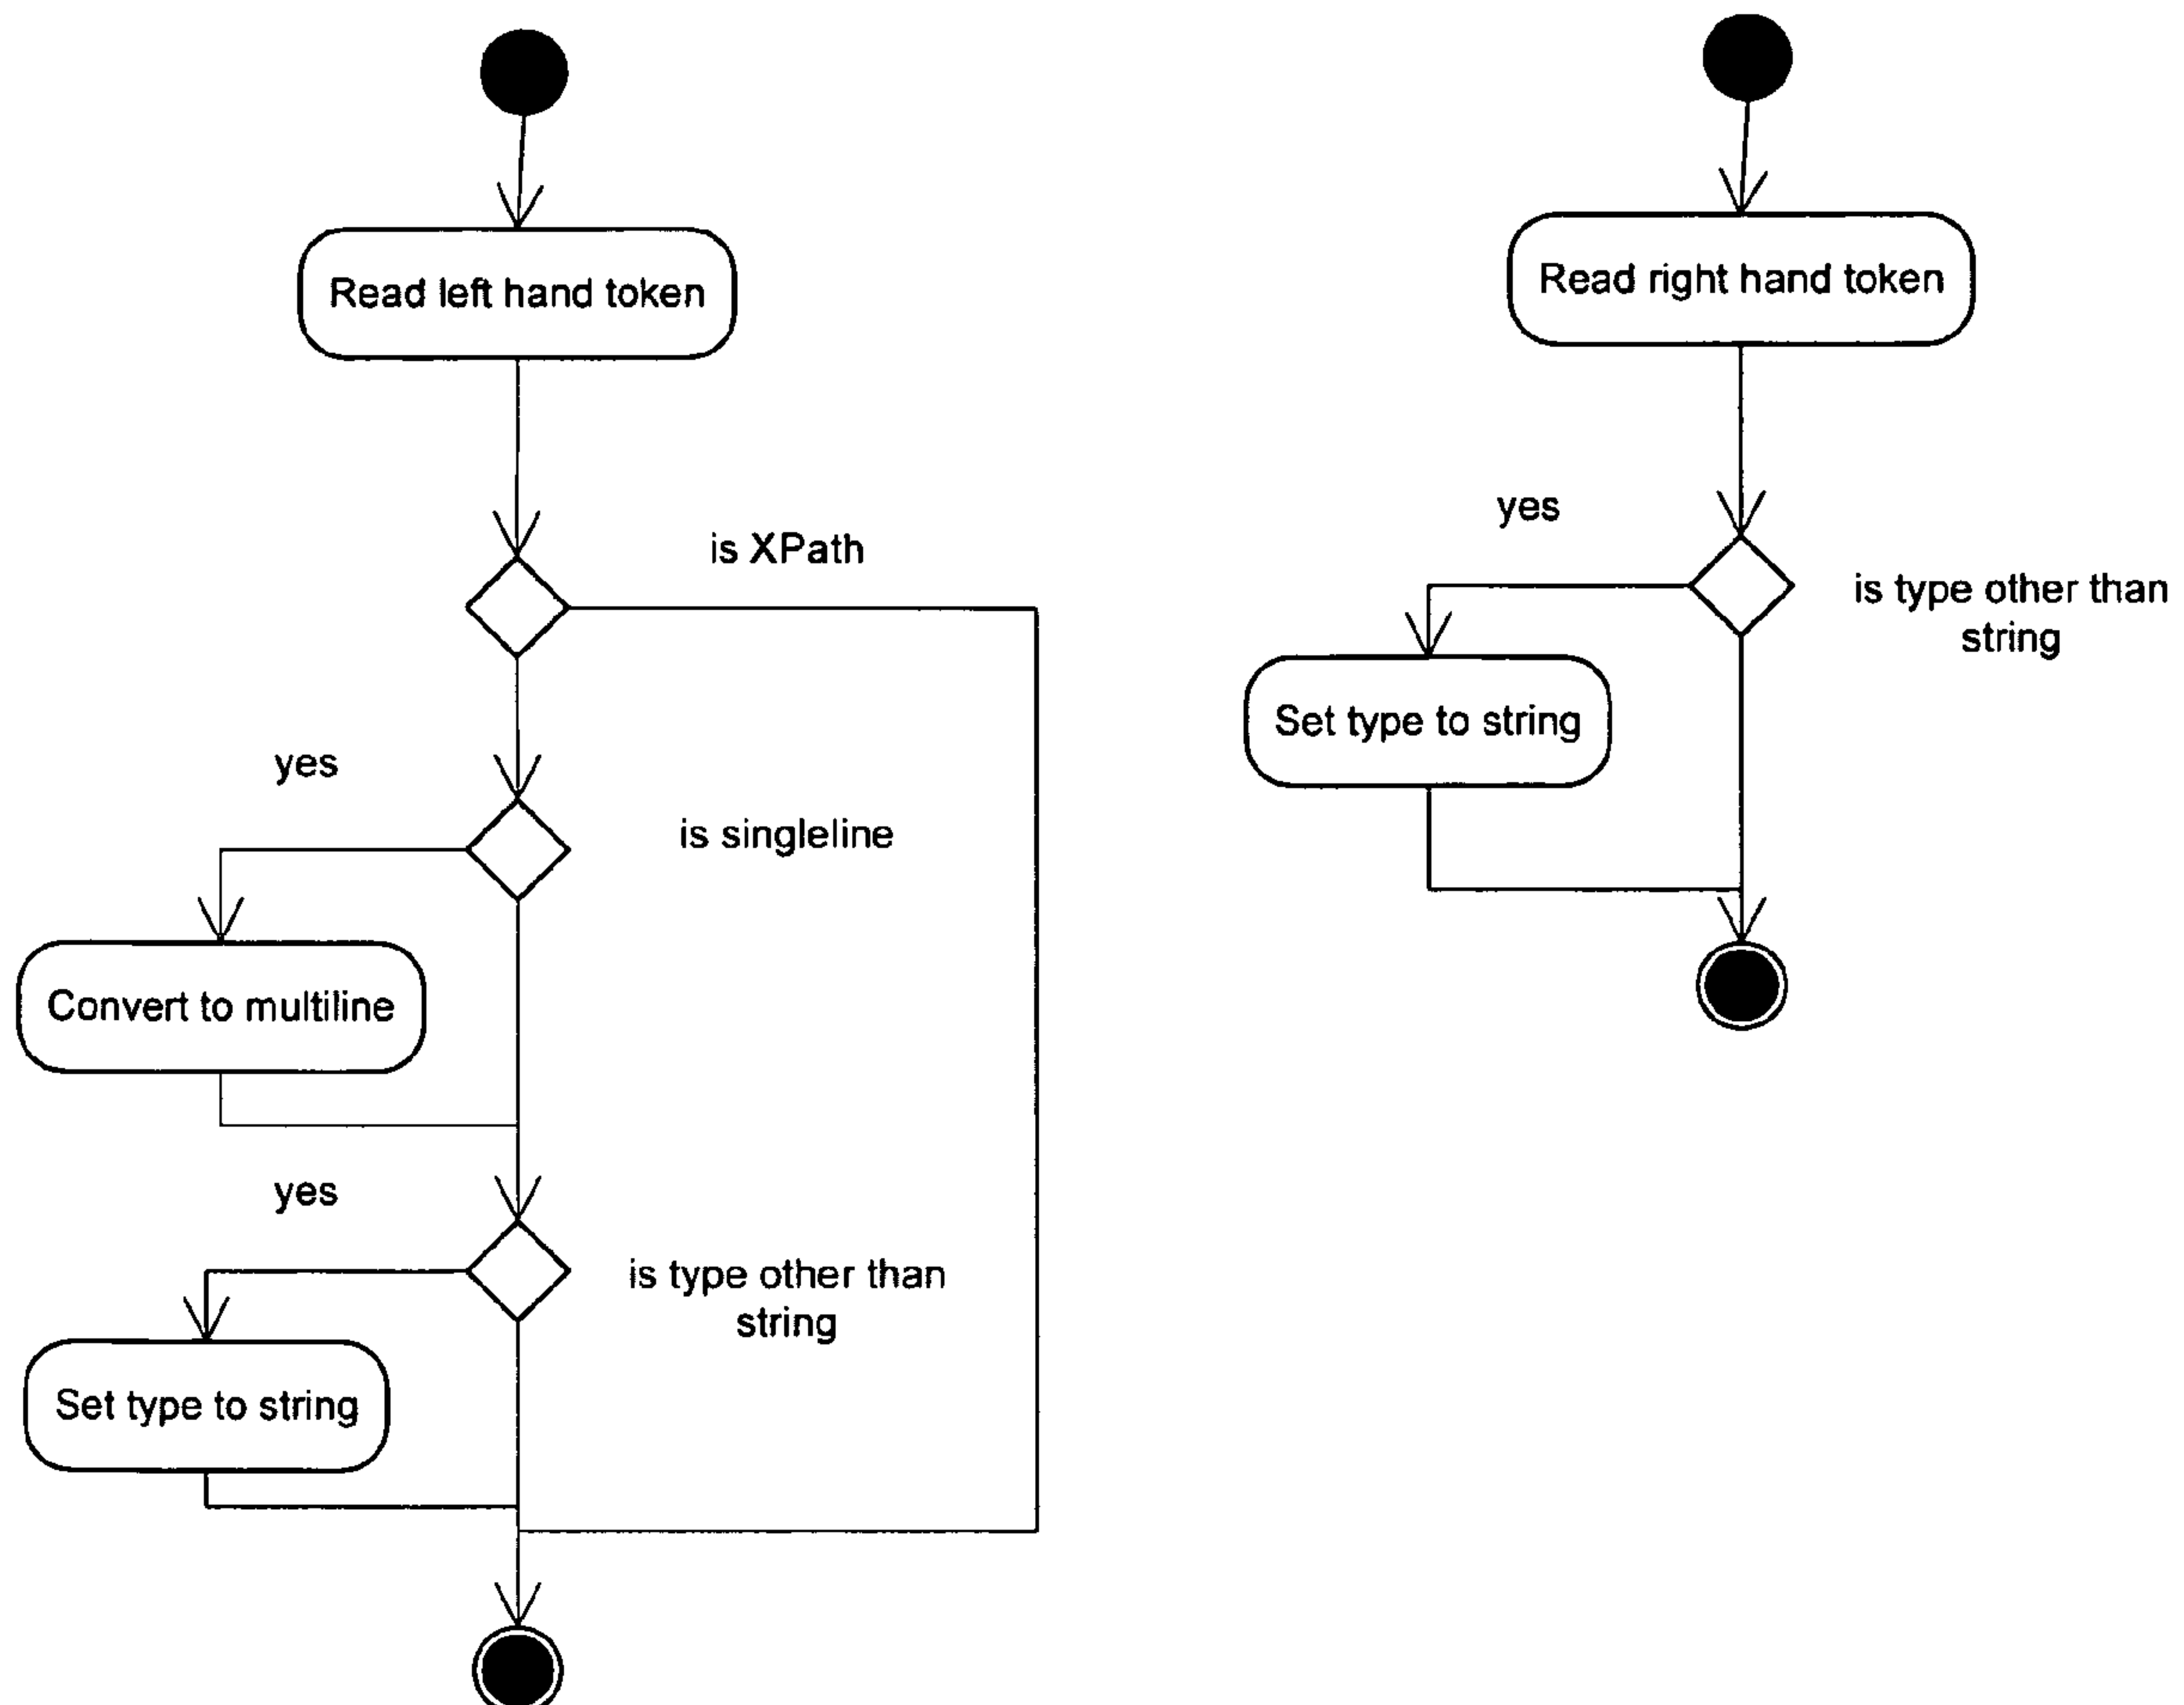 Read left hand token
is XPath
yes
is singleline
Convert to multiline
yes
is type other than
string
Set type to string
Read right hand token
yes
is type other than
string
Set type to string